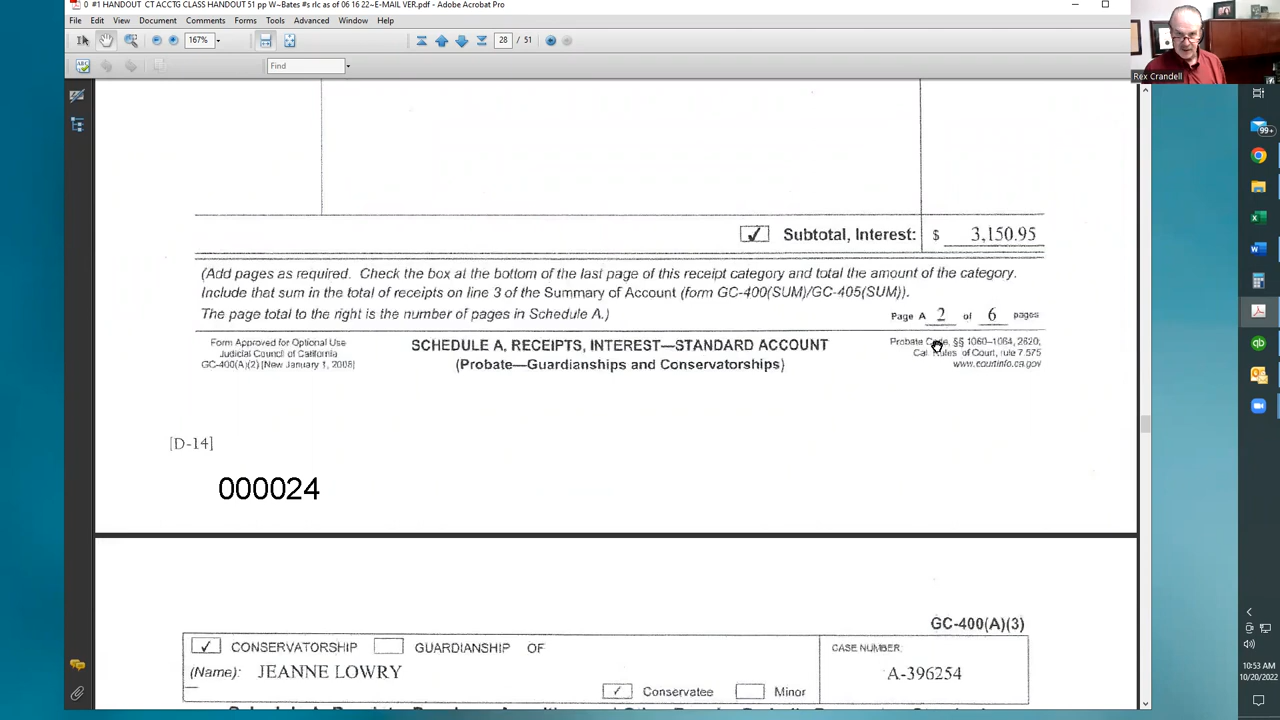 0 #1 HANDOUT CT ACCTG CLASS HANDOUT 51 pp W~Bates #s rlc as of 06 16 22~E-MAIL VER.pdf - Adobe Acrobat Pro
File Edit View Document Comments Forms Tools Advanced Window Help
167% 28 / 51
Find
Rex Crandell
99+
✓ Subtotal, Interest: $ 3,150.95
(Add pages as required. Check the box at the bottom of the last page of this receipt category and total the amount of the category.
Include that sum in the total of receipts on line 3 of the Summary of Account (form GC-400(SUM)/GC-405(SUM)).
The page total to the right is the number of pages in Schedule A.)
Page A 2 of 6 pages
Form Approved for Optional Use
Judicial Council of California
GC-400(A)(2) [New January 1, 2008]
SCHEDULE A, RECEIPTS, INTEREST—STANDARD ACCOUNT
(Probate—Guardianships and Conservatorships)
Probate Code, §§ 1060–1064, 2620;
Cal. Rules of Court, rule 7.575
www.courtinfo.ca.gov
[D-14]
000024
GC-400(A)(3)
✓ CONSERVATORSHIP GUARDIANSHIP OF
(Name): JEANNE LOWRY
✓ Conservatee Minor
CASE NUMBER:
A-396254
10:53 AM
10/20/2022